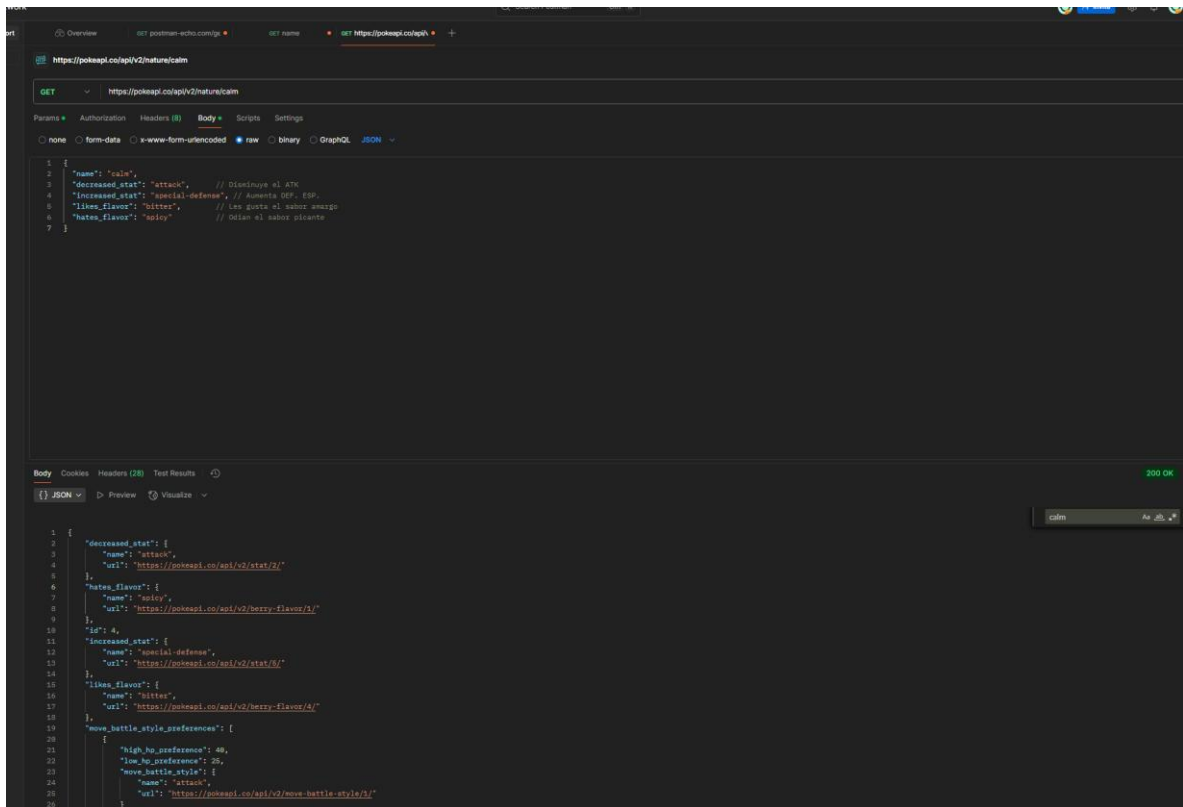 Overview GET postman-echo.com/ge GET name GET https://pokeapi.co/api/v +
https://pokeapi.co/api/v2/nature/calm
GET https://pokeapi.co/api/v2/nature/calm
Params Authorization Headers (8) Body Scripts Settings
none form-data x-www-form-urlencoded raw binary GraphQL JSON
1 {
2 "name": "calm",
3 "decreased_stat": "attack", // Disminuye el ATK
4 "increased_stat": "special-defense", // Aumenta DEF. ESP.
5 "likes_flavor": "bitter", // Les gusta el sabor amargo
6 "hates_flavor": "spicy" // Odian el sabor picante
7 }
Body Cookies Headers (28) Test Results 200 OK
{} JSON Preview Visualize
calm Aa ab
1 {
2 "decreased_stat": {
3 "name": "attack",
4 "url": "https://pokeapi.co/api/v2/stat/2/"
5 },
6 "hates_flavor": {
7 "name": "spicy",
8 "url": "https://pokeapi.co/api/v2/berry-flavor/1/"
9 },
10 "id": 4,
11 "increased_stat": {
12 "name": "special-defense",
13 "url": "https://pokeapi.co/api/v2/stat/5/"
14 },
15 "likes_flavor": {
16 "name": "bitter",
17 "url": "https://pokeapi.co/api/v2/berry-flavor/4/"
18 },
19 "move_battle_style_preferences": [
20 {
21 "high_hp_preference": 40,
22 "low_hp_preference": 25,
23 "move_battle_style": {
24 "name": "attack",
25 "url": "https://pokeapi.co/api/v2/move-battle-style/1/"
26 }